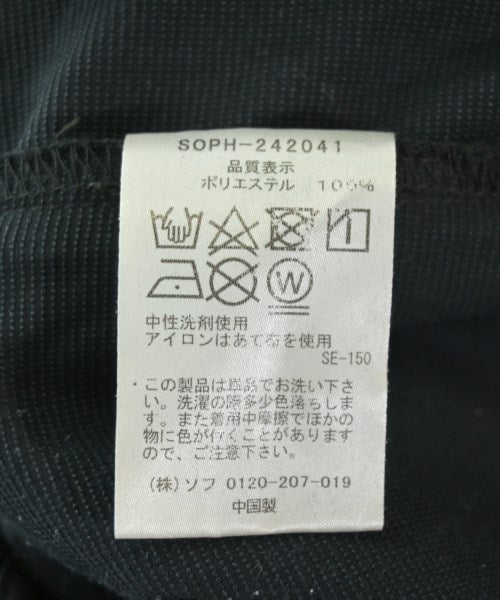 SOPH-242041
品質表示
ポリエステル 100%
W
中性洗剤使用
アイロンはあて布を使用
SE-150
・この製品は単品でお洗い下さ
い。洗濯の際多少色落ちしま
す。また着用中摩擦でほかの
物に色が行くことがあります
ので、ご注意下さい。
(株)ソフ 0120-207-019
中国製